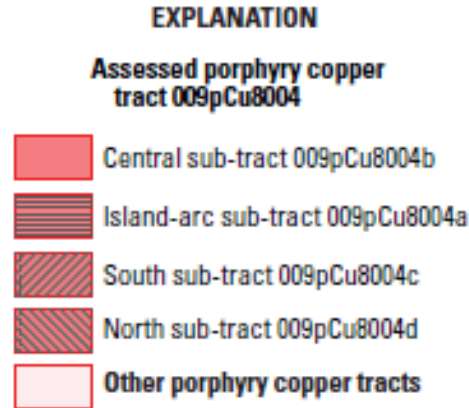 EXPLANATION
Assessed porphyry copper
tract 009pCu8004
Central sub-tract 009pCu8004b
Island-arc sub-tract 009pCu8004a
South sub-tract 009pCu8004c
North sub-tract 009pCu8004d
Other porphyry copper tracts